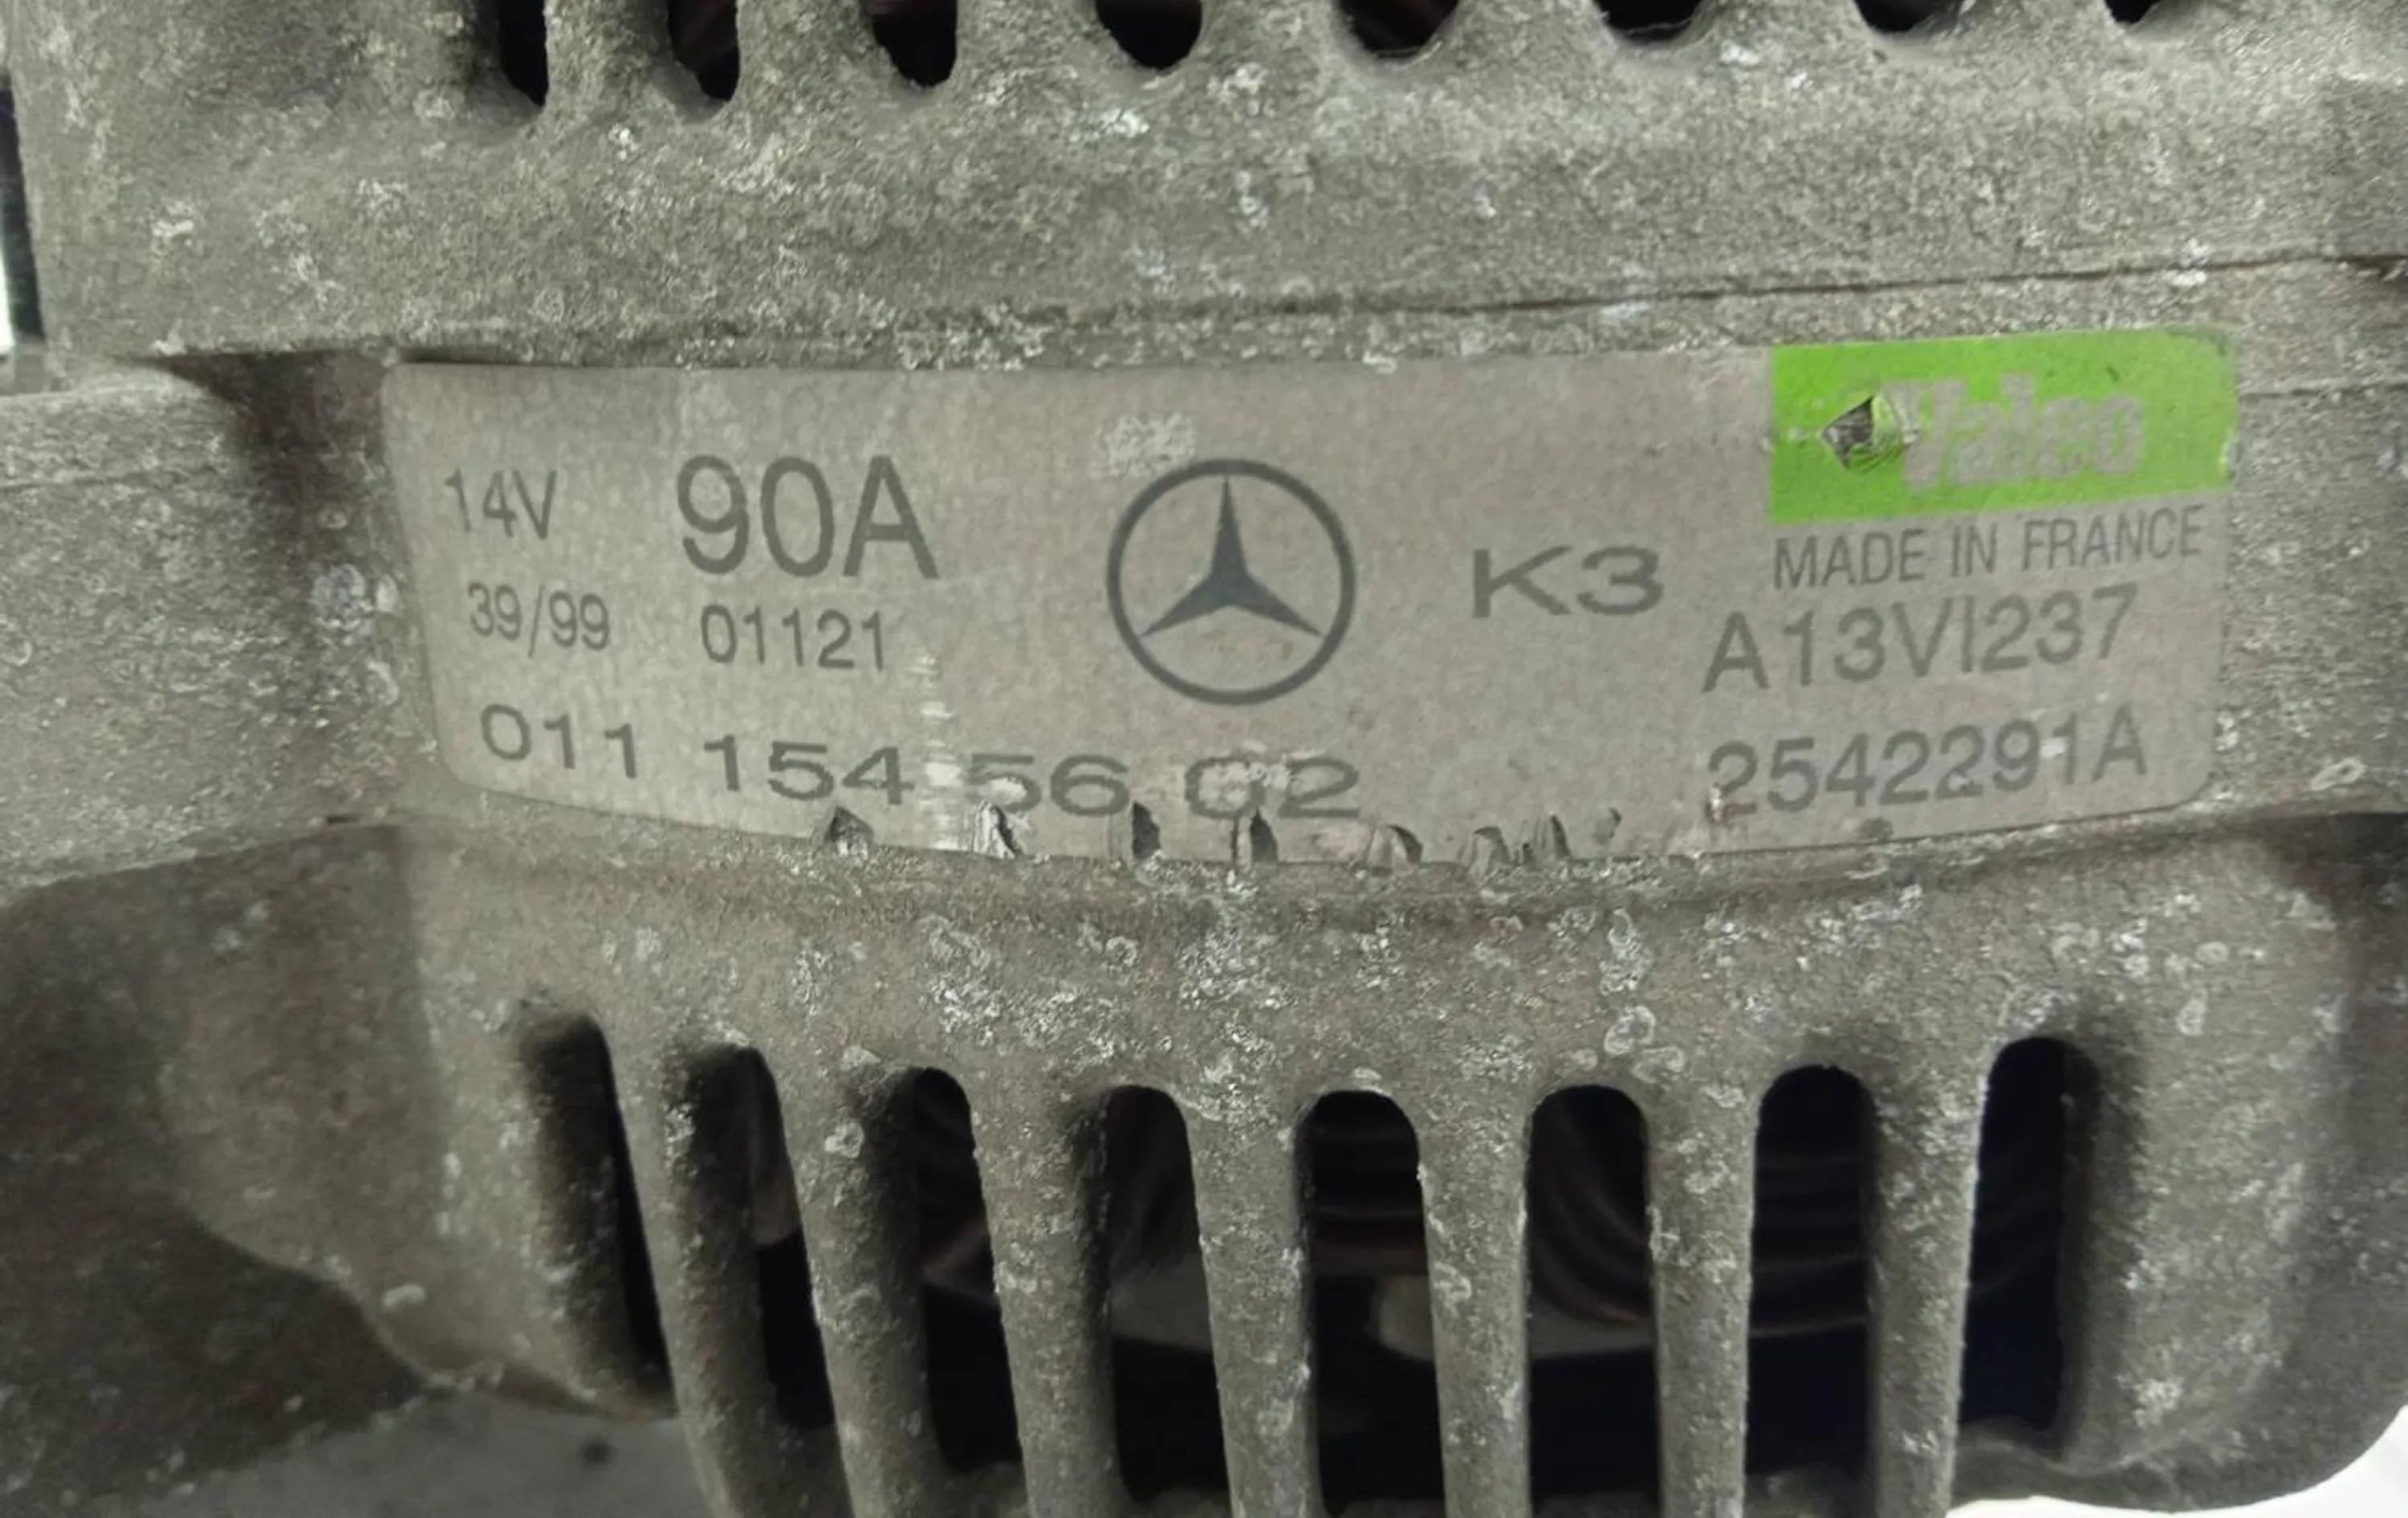 14V 90A
39/99 01121
011 154 56 02
K3
Valeo
MADE IN FRANCE
A13VI237
2542291A